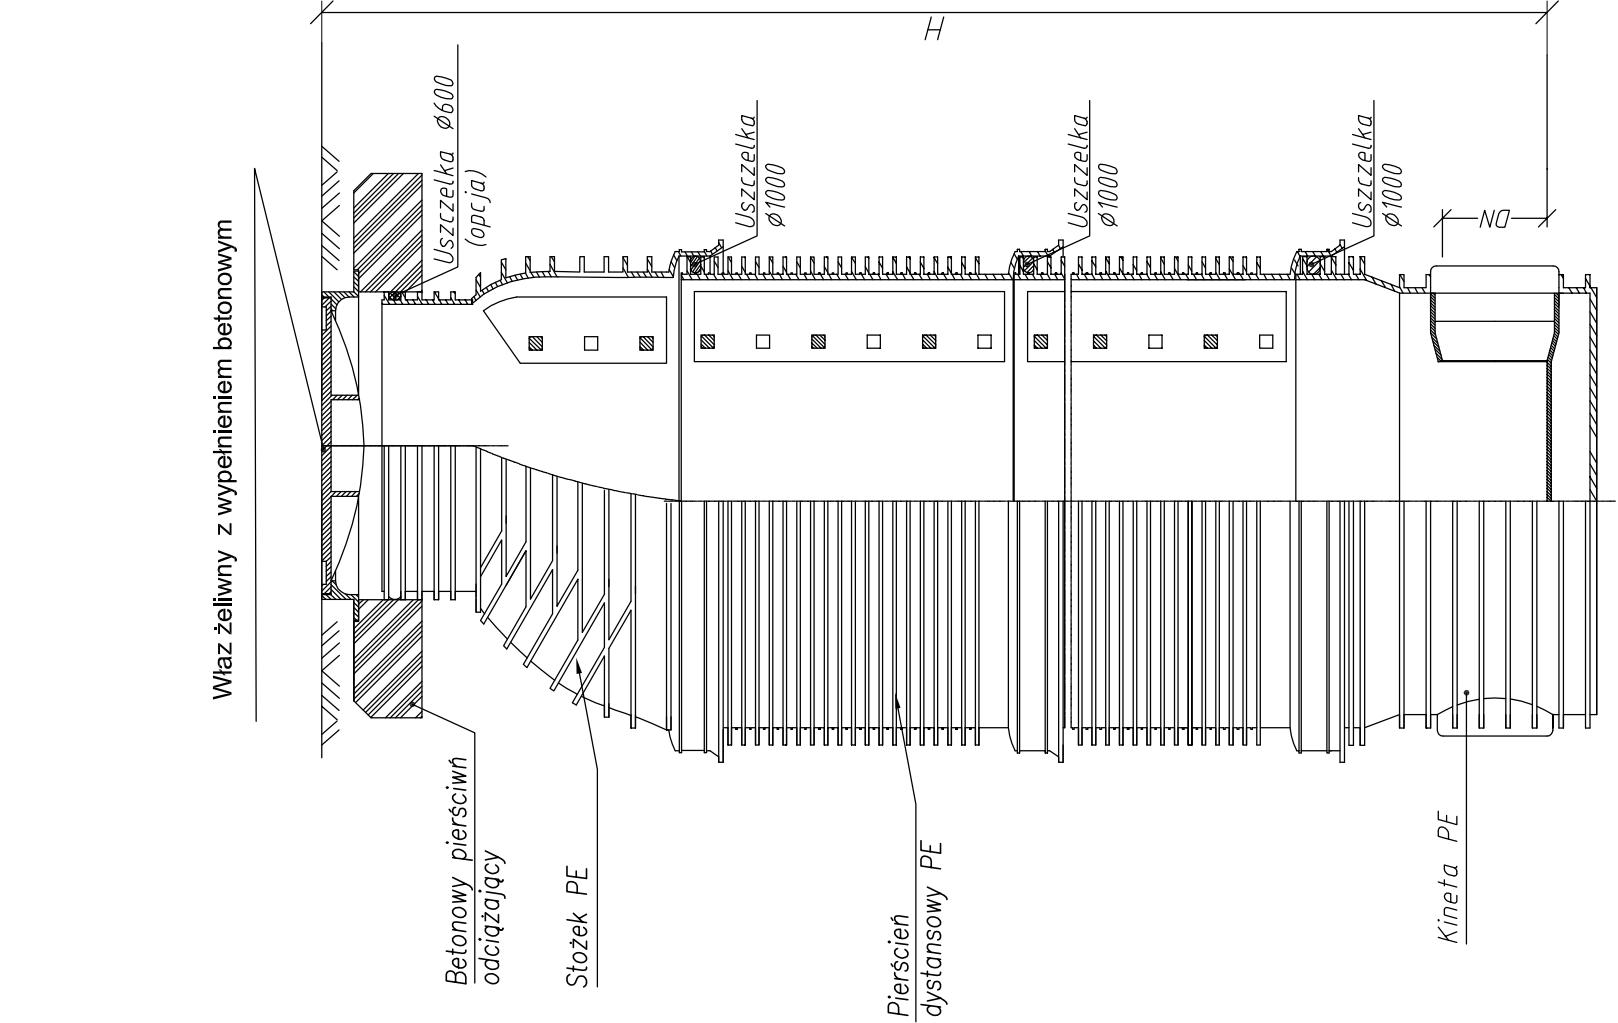 Właz żeliwny z wypełnieniem betonowym
H
Uszczelka Ø600
(opcja)
Uszczelka
Ø1000
Uszczelka
Ø1000
Uszczelka
Ø1000
DN
Betonowy pierściwń
odciążający
Stożek PE
Pierścień
dystansowy PE
Kineta PE